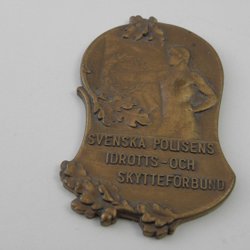 SVENSKA POLISENS
IDROTTS-OCH
SKYTTEFÖRBUND